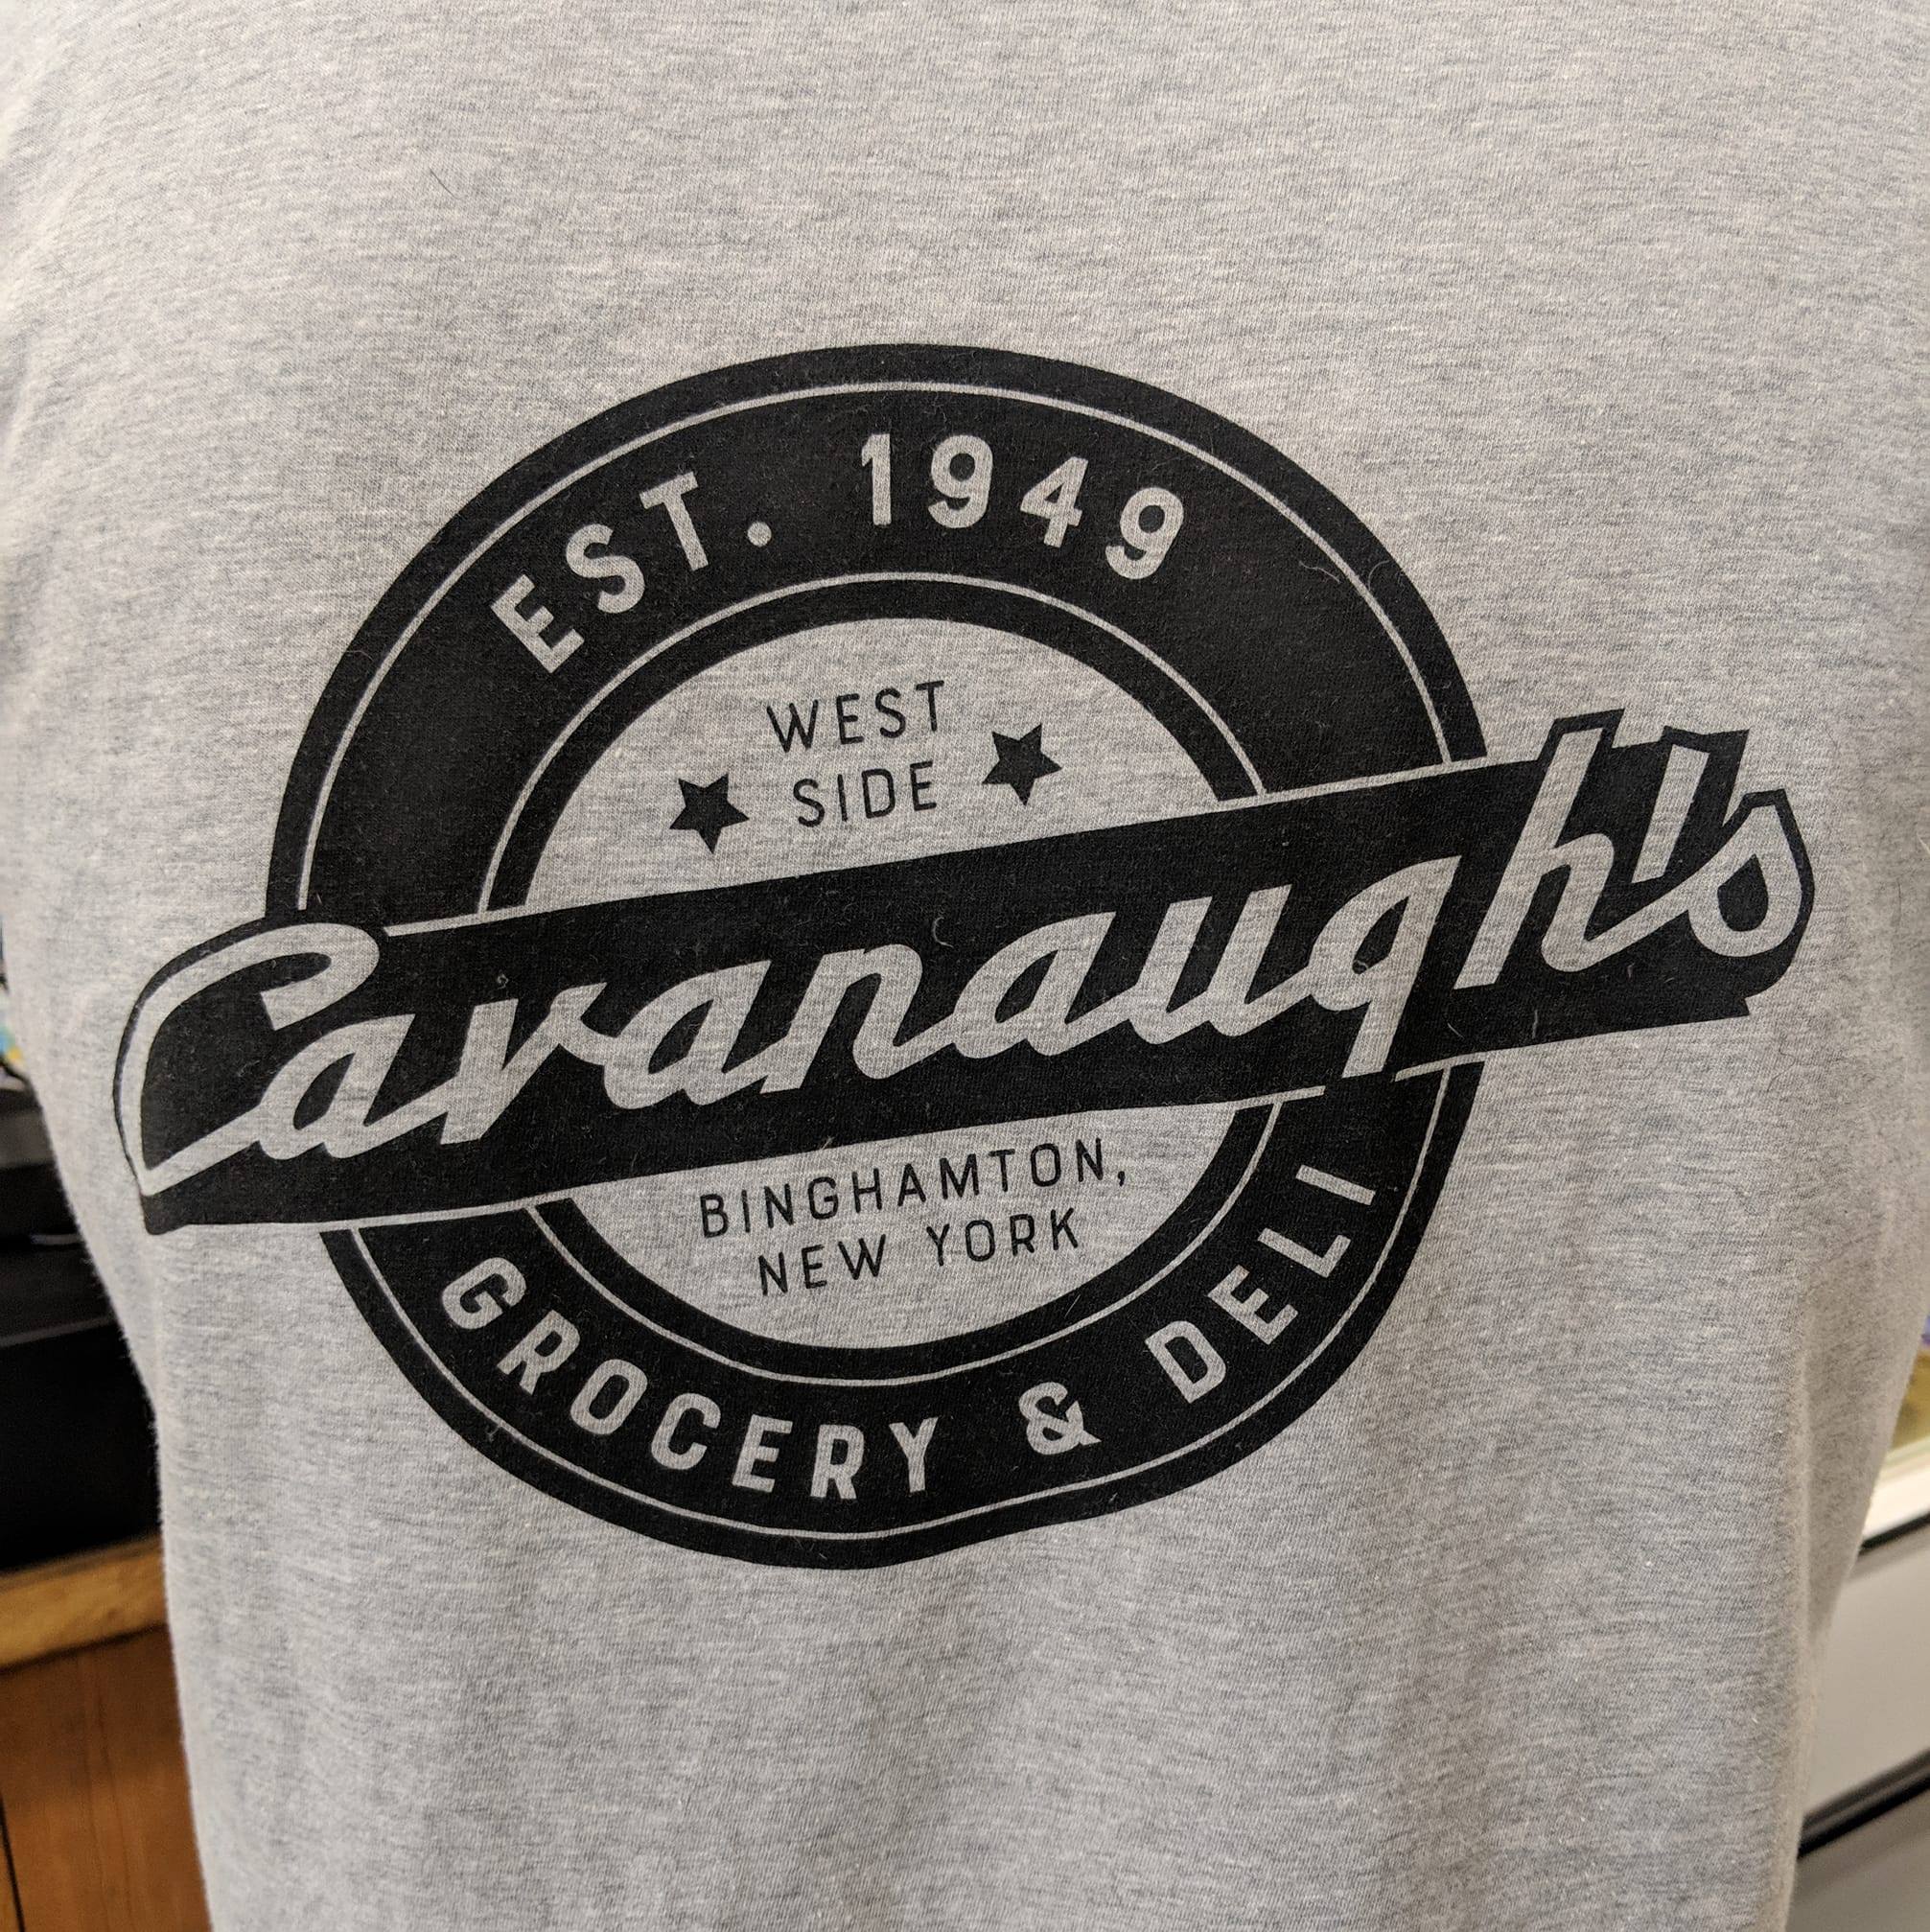 EST. 1949
WEST
SIDE
Cavanaugh's
BINGHAMTON,
NEW YORK
GROCERY & DELI